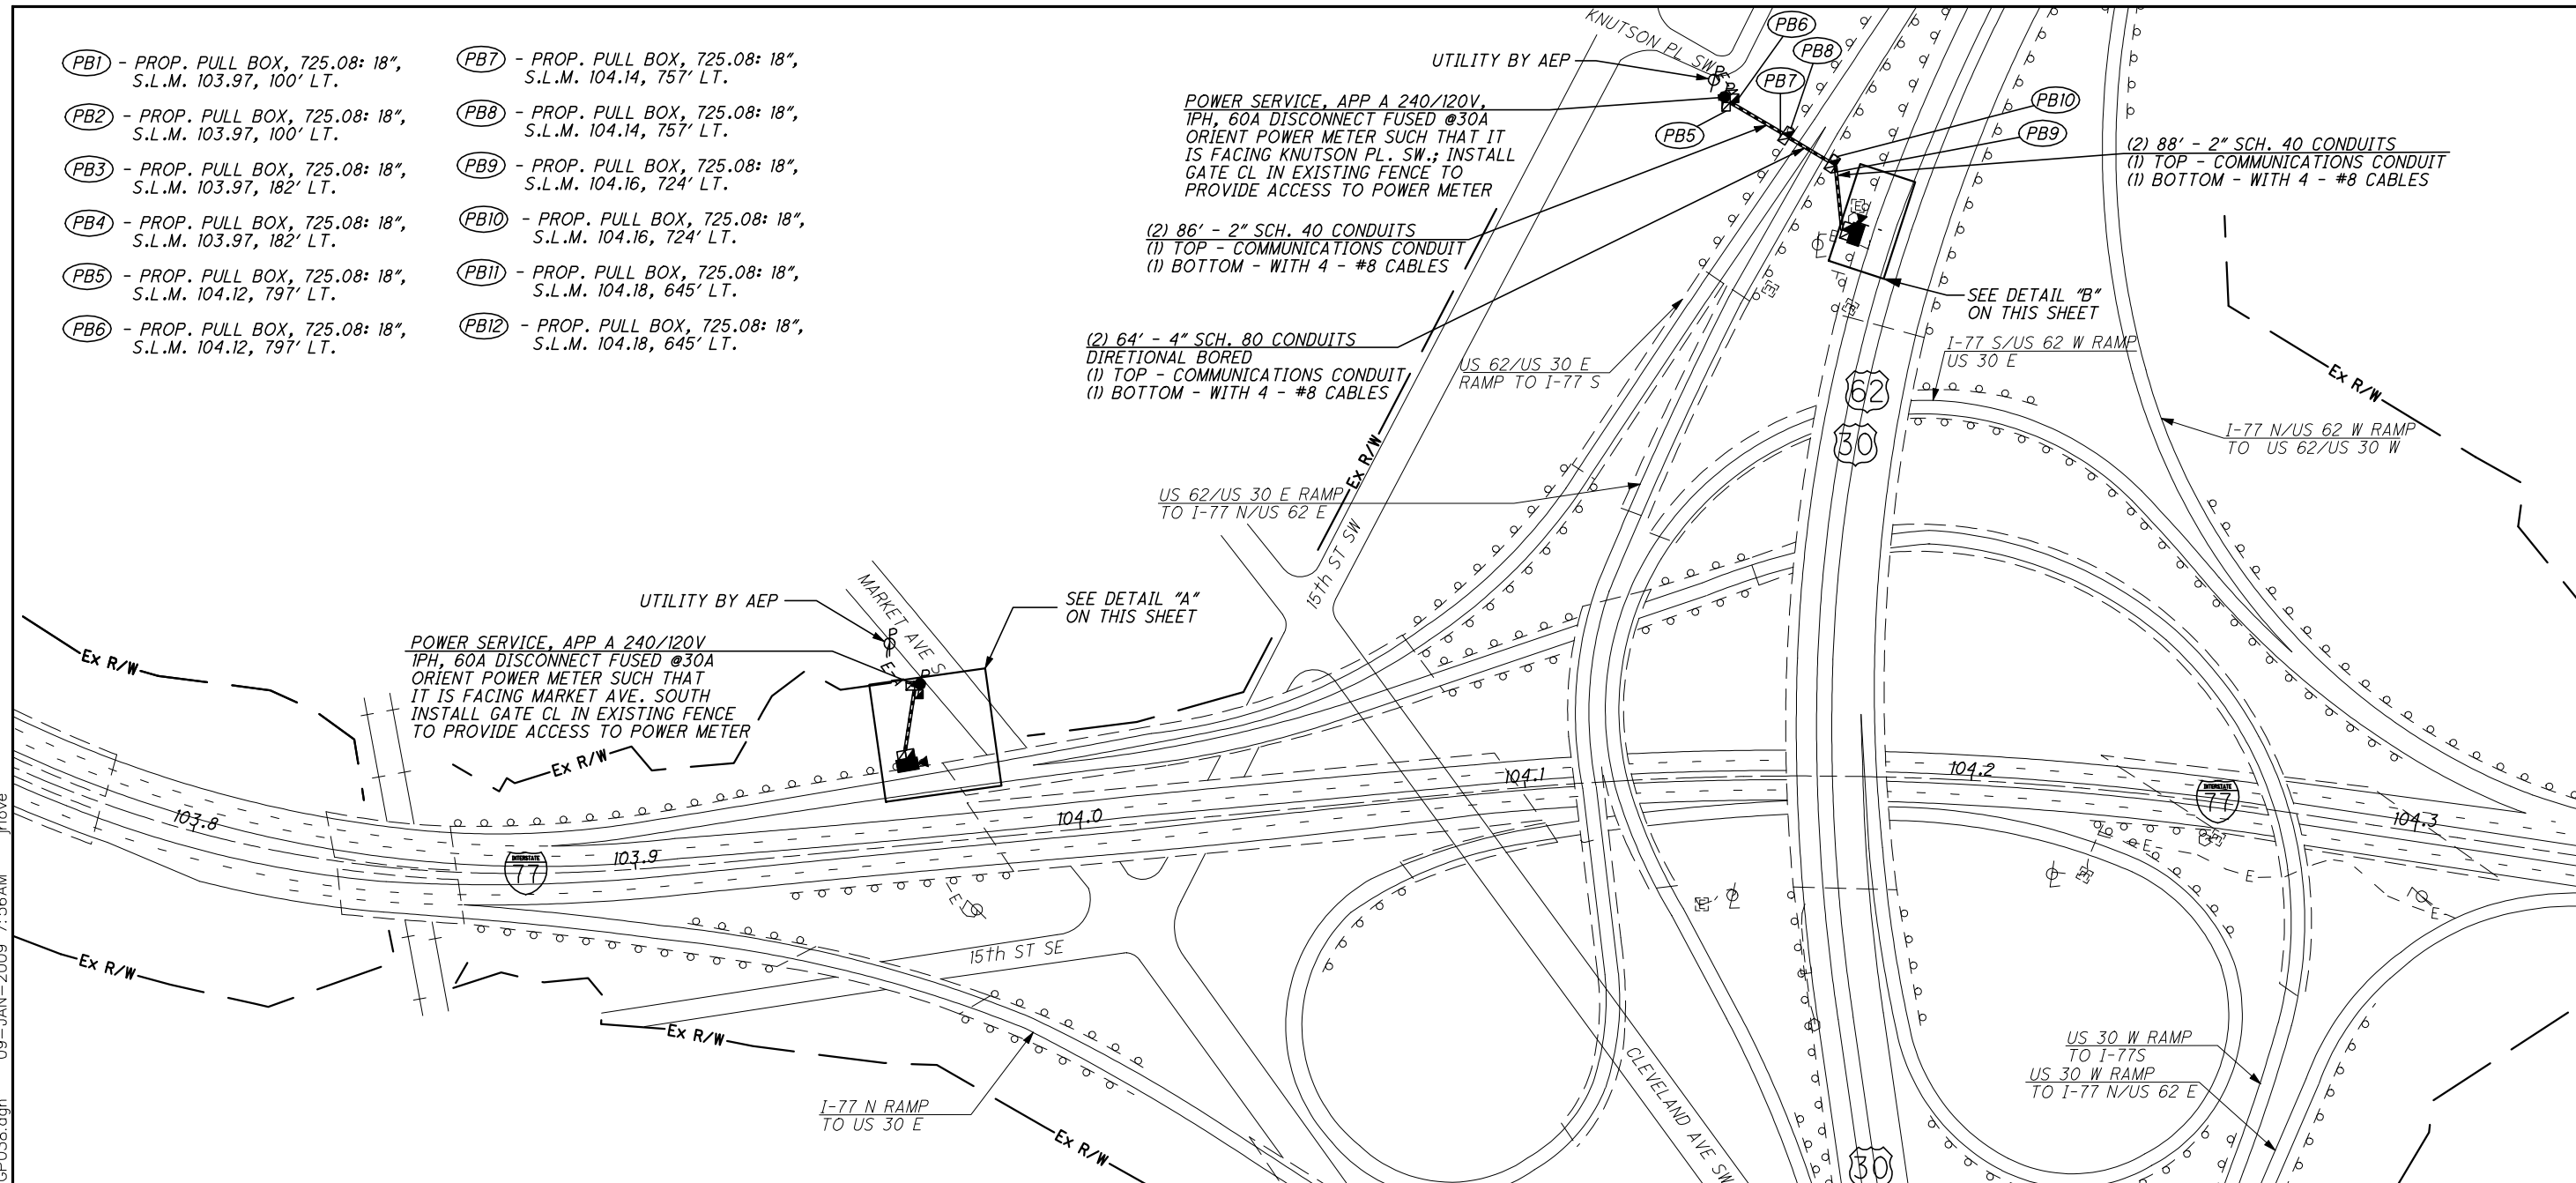 PB1 - PROP. PULL BOX, 725.08: 18",
S.L.M. 103.97, 100' LT.
PB2 - PROP. PULL BOX, 725.08: 18",
S.L.M. 103.97, 100' LT.
PB3 - PROP. PULL BOX, 725.08: 18",
S.L.M. 103.97, 182' LT.
PB4 - PROP. PULL BOX, 725.08: 18",
S.L.M. 103.97, 182' LT.
PB5 - PROP. PULL BOX, 725.08: 18",
S.L.M. 104.12, 797' LT.
PB6 - PROP. PULL BOX, 725.08: 18",
S.L.M. 104.12, 797' LT.
PB7 - PROP. PULL BOX, 725.08: 18",
S.L.M. 104.14, 757' LT.
PB8 - PROP. PULL BOX, 725.08: 18",
S.L.M. 104.14, 757' LT.
PB9 - PROP. PULL BOX, 725.08: 18",
S.L.M. 104.16, 724' LT.
PB10 - PROP. PULL BOX, 725.08: 18",
S.L.M. 104.16, 724' LT.
PB11 - PROP. PULL BOX, 725.08: 18",
S.L.M. 104.18, 645' LT.
PB12 - PROP. PULL BOX, 725.08: 18",
S.L.M. 104.18, 645' LT.
KNUTSON PL. SW
UTILITY BY AEP
PB6
PB8
PB7
PB5
PB10
PB9
POWER SERVICE, APP A 240/120V,
1PH, 60A DISCONNECT FUSED @30A
ORIENT POWER METER SUCH THAT IT
IS FACING KNUTSON PL. SW.; INSTALL
GATE CL IN EXISTING FENCE TO
PROVIDE ACCESS TO POWER METER
(2) 88' - 2" SCH. 40 CONDUITS
(1) TOP - COMMUNICATIONS CONDUIT
(1) BOTTOM - WITH 4 - #8 CABLES
(2) 86' - 2" SCH. 40 CONDUITS
(1) TOP - COMMUNICATIONS CONDUIT
(1) BOTTOM - WITH 4 - #8 CABLES
(2) 64' - 4" SCH. 80 CONDUITS
DIRETIONAL BORED
(1) TOP - COMMUNICATIONS CONDUIT
(1) BOTTOM - WITH 4 - #8 CABLES
SEE DETAIL "B"
ON THIS SHEET
US 62/US 30 E
RAMP TO I-77 S
I-77 S/US 62 W RAMP
US 30 E
62
30
Ex R/W
I-77 N/US 62 W RAMP
TO US 62/US 30 W
Ex R/W
US 62/US 30 E RAMP
TO I-77 N/US 62 E
15th ST SW
UTILITY BY AEP
MARKET AVE S
SEE DETAIL "A"
ON THIS SHEET
POWER SERVICE, APP A 240/120V
1PH, 60A DISCONNECT FUSED @30A
ORIENT POWER METER SUCH THAT
IT IS FACING MARKET AVE. SOUTH
INSTALL GATE CL IN EXISTING FENCE
TO PROVIDE ACCESS TO POWER METER
Ex R/W
Ex R/W
103.8
103.9
104.0
104.1
104.2
104.3
INTERSTATE
77
INTERSTATE
77
15th ST SE
Ex R/W
Ex R/W
I-77 N RAMP
TO US 30 E
Ex R/W
CLEVELAND AVE SW
30
US 30 W RAMP
TO I-77S
US 30 W RAMP
TO I-77 N/US 62 E
09-JAN-2009 7:56AM